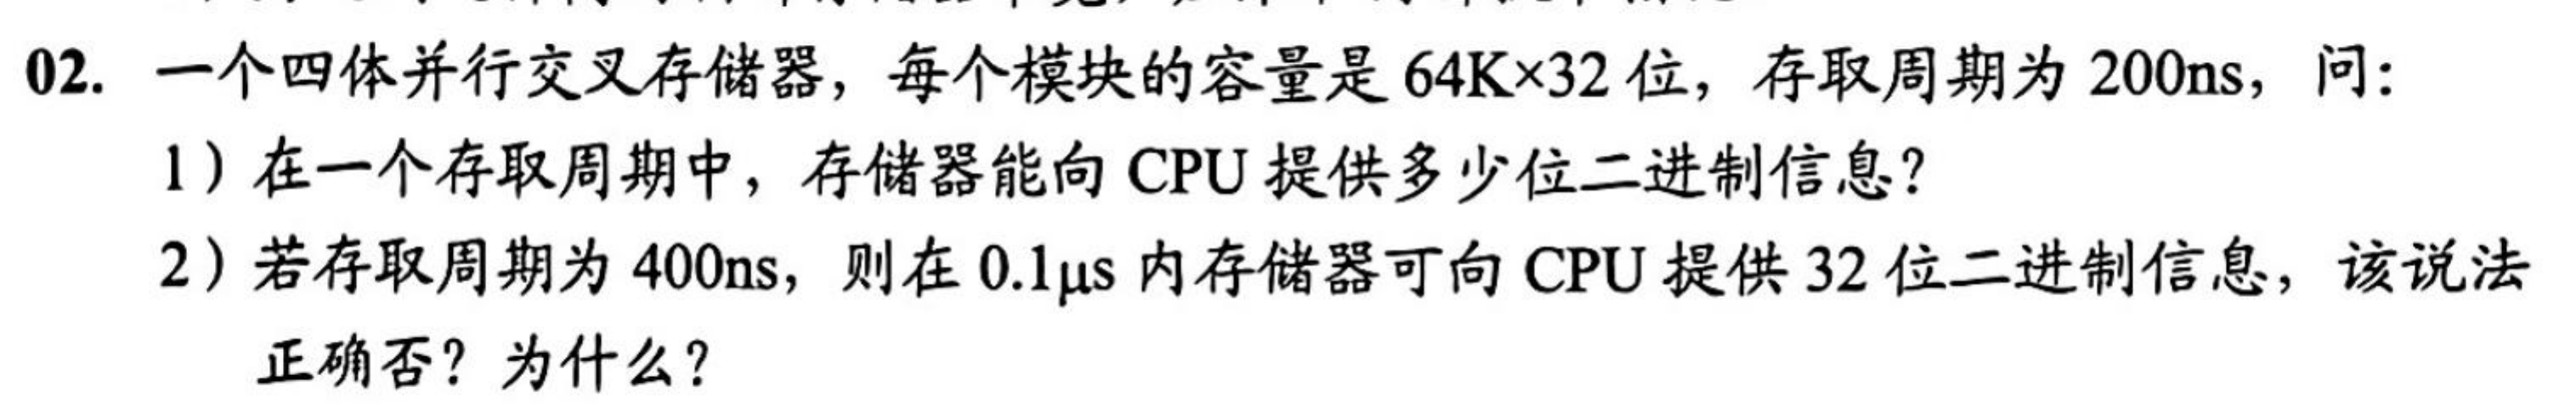 02. 一个四体并行交叉存储器，每个模块的容量是 64K×32 位，存取周期为 200ns，问：
1）在一个存取周期中，存储器能向 CPU 提供多少位二进制信息？
2）若存取周期为 400ns，则在 0.1μs 内存储器可向 CPU 提供 32 位二进制信息，该说法
正确否？为什么？